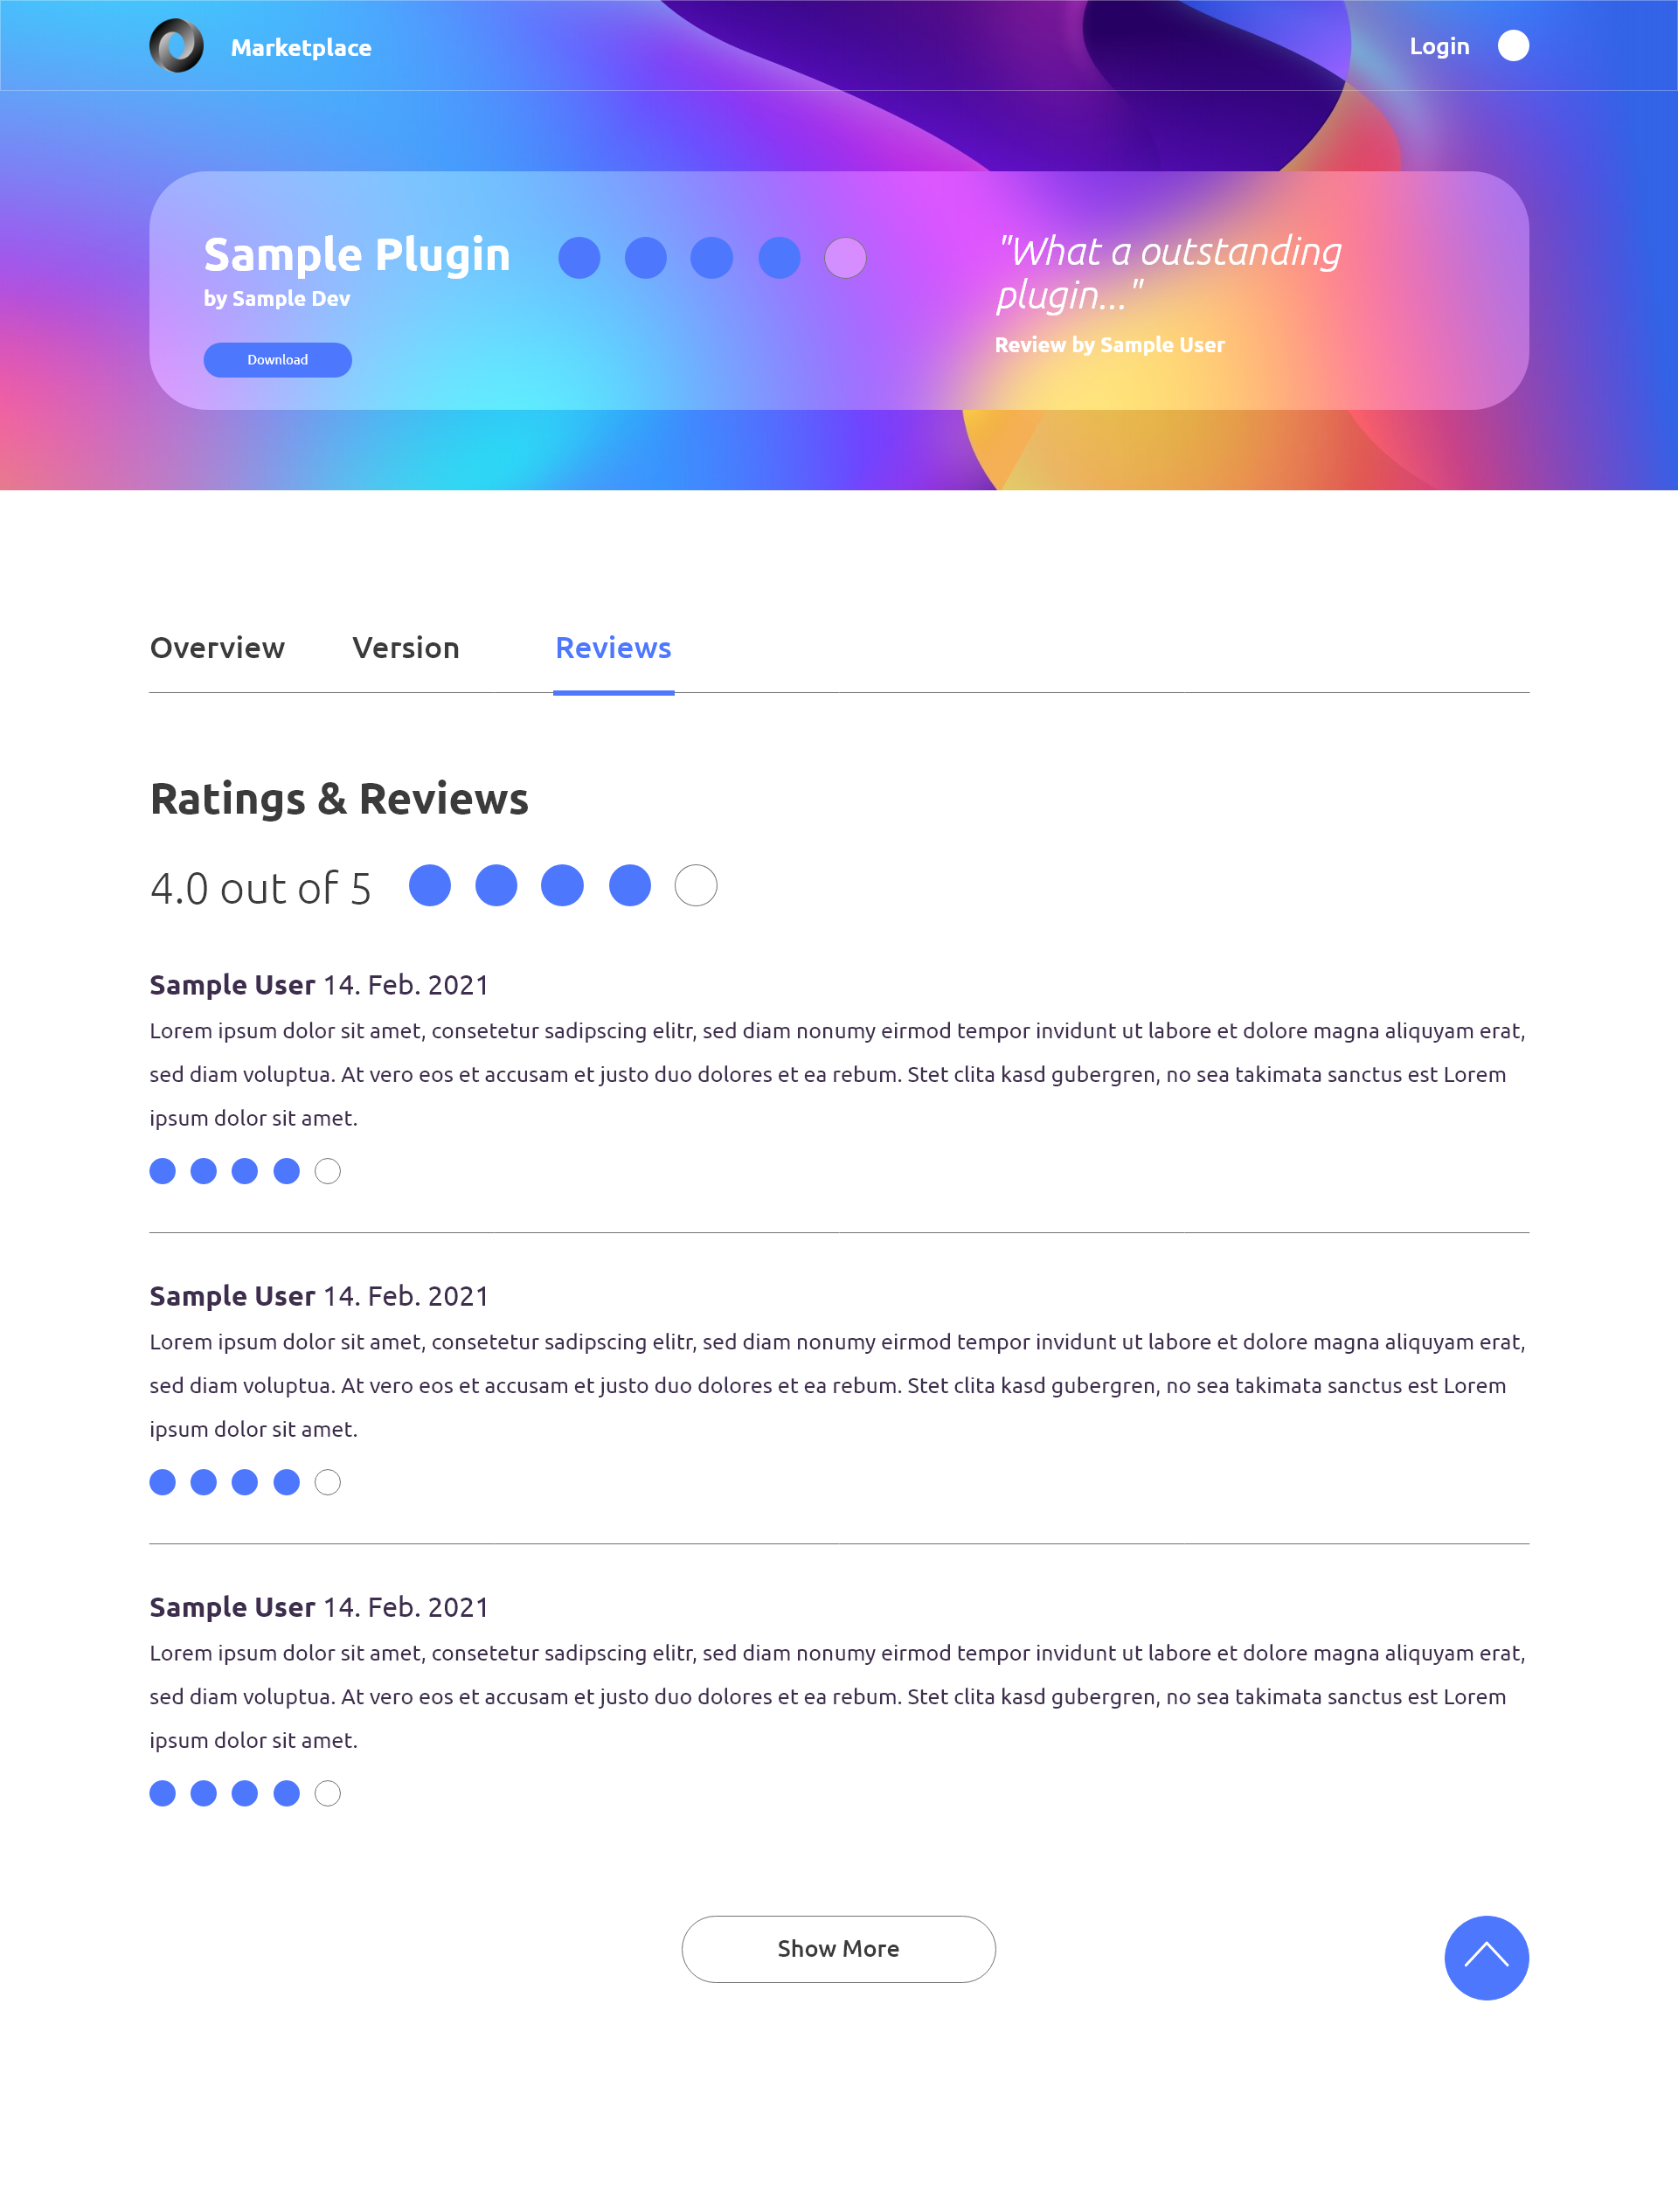 Marketplace
Login
Sample Plugin
by Sample Dev
Download
"What a outstanding
plugin..."
Review by Sample User
Overview
Version
Reviews
Ratings & Reviews
4.0 out of 5
Sample User 14. Feb. 2021
Lorem ipsum dolor sit amet, consetetur sadipscing elitr, sed diam nonumy eirmod tempor invidunt ut labore et dolore magna aliquyam erat,
sed diam voluptua. At vero eos et accusam et justo duo dolores et ea rebum. Stet clita kasd gubergren, no sea takimata sanctus est Lorem
ipsum dolor sit amet.
Sample User 14. Feb. 2021
Lorem ipsum dolor sit amet, consetetur sadipscing elitr, sed diam nonumy eirmod tempor invidunt ut labore et dolore magna aliquyam erat,
sed diam voluptua. At vero eos et accusam et justo duo dolores et ea rebum. Stet clita kasd gubergren, no sea takimata sanctus est Lorem
ipsum dolor sit amet.
Sample User 14. Feb. 2021
Lorem ipsum dolor sit amet, consetetur sadipscing elitr, sed diam nonumy eirmod tempor invidunt ut labore et dolore magna aliquyam erat,
sed diam voluptua. At vero eos et accusam et justo duo dolores et ea rebum. Stet clita kasd gubergren, no sea takimata sanctus est Lorem
ipsum dolor sit amet.
Show More